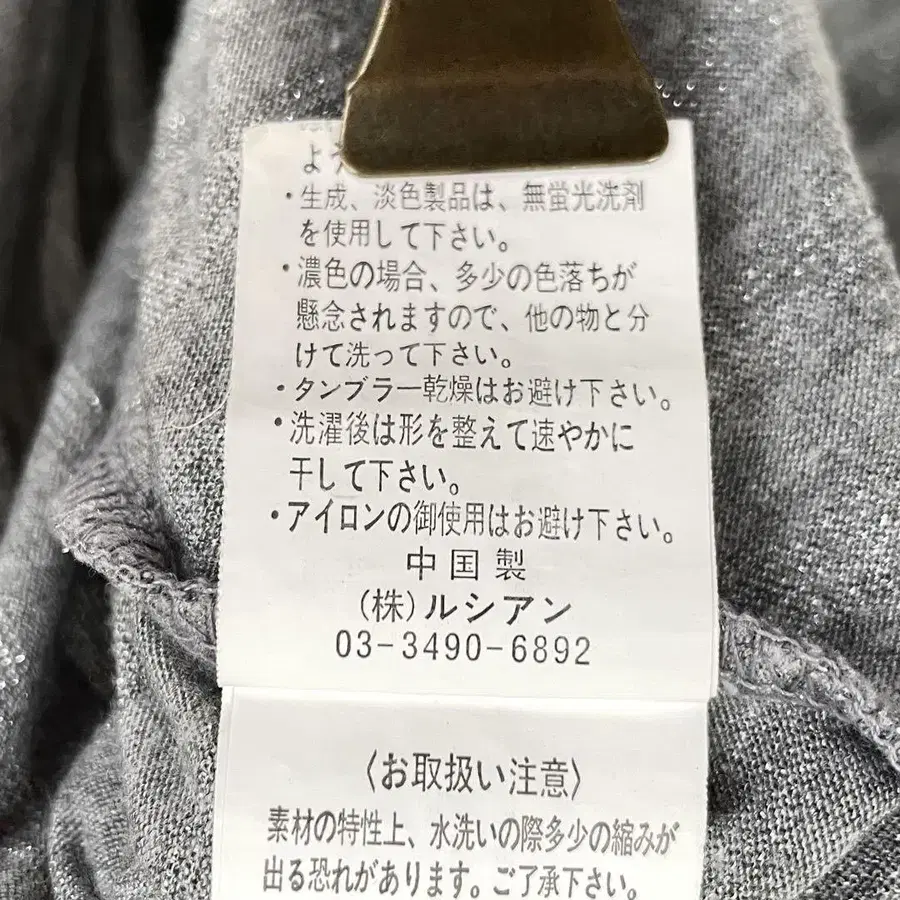 よう
・生成、淡色製品は、無蛍光洗剤
を使用して下さい。
・濃色の場合、多少の色落ちが
懸念されますので、他の物と分
けて洗って下さい。
・タンブラー乾燥はお避け下さい。
・洗濯後は形を整えて速やかに
干して下さい。
・アイロンの御使用はお避け下さい。
中国製
(株)ルシアン
03-3490-6892
〈お取扱い注意〉
素材の特性上、水洗いの際多少の縮みが
出る恐れがあります。ご了承下さい。